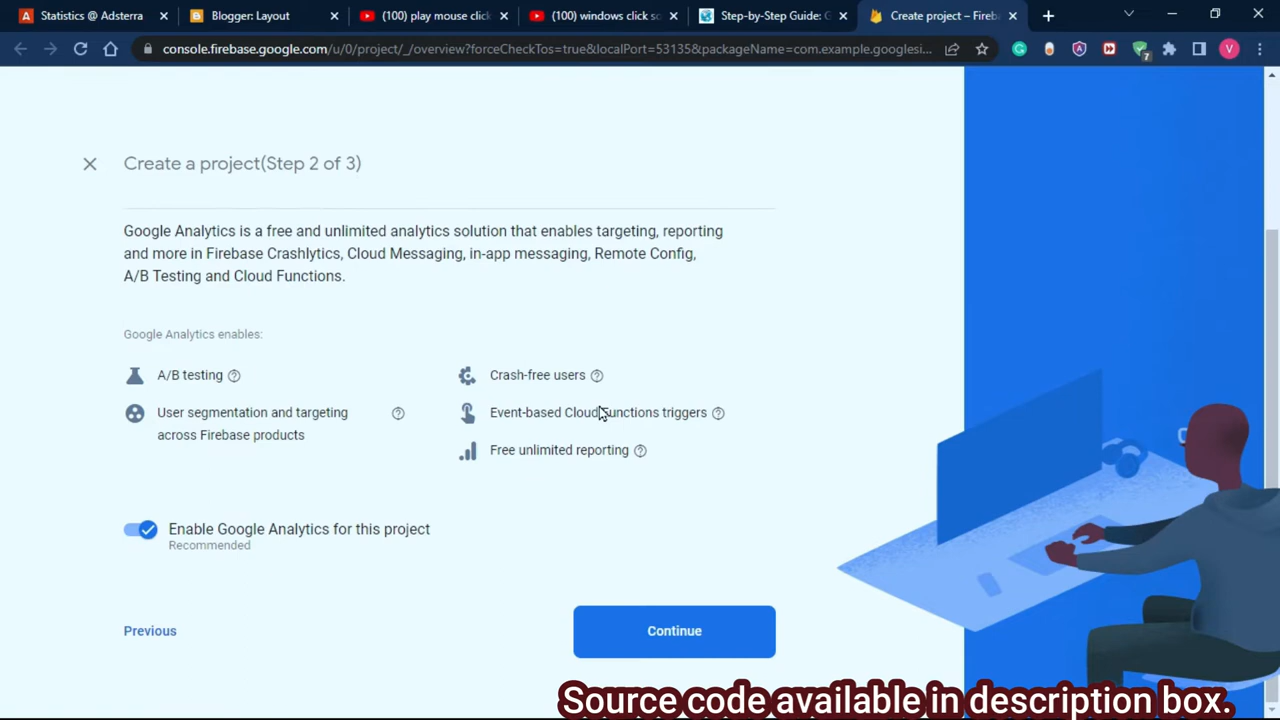 Statistics @ Adsterra
Blogger: Layout
(100) play mouse clic
(100) windows click so
Step-by-Step Guide: G
Create project – Fireb
console.firebase.google.com/u/0/project/_/overview?forceCheckTos=true&localPort=53135&packageName=com.example.googlesi...
7
V
Create a project(Step 2 of 3)
Google Analytics is a free and unlimited analytics solution that enables targeting, reporting
and more in Firebase Crashlytics, Cloud Messaging, in-app messaging, Remote Config,
A/B Testing and Cloud Functions.
Google Analytics enables:
A/B testing
Crash-free users
User segmentation and targeting
across Firebase products
Event-based Cloud Functions triggers
Free unlimited reporting
Enable Google Analytics for this project
Recommended
Previous
Continue
Source code available in description box.